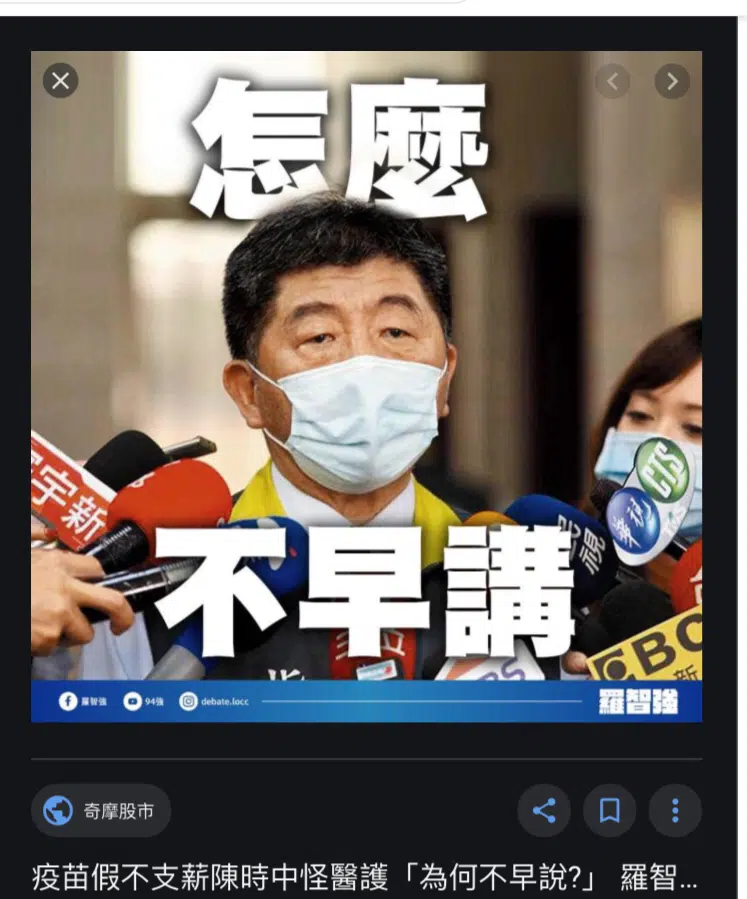 怎麼
CTS
華視
寰宇新
視
不早講
EBC
新
羅智強
94強
debate.locc
羅智強
奇摩股市
疫苗假不支薪陳時中怪醫護「為何不早說?」 羅智...